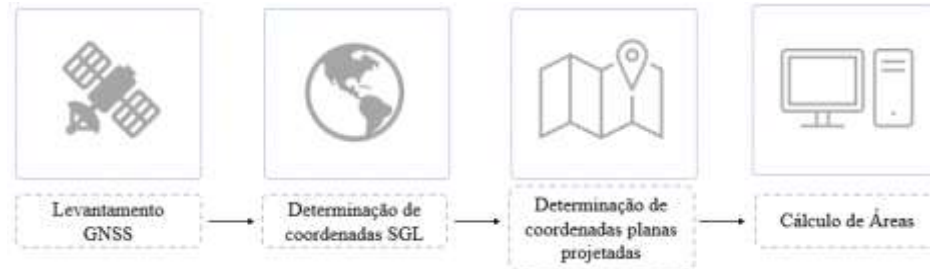 Levantamento
GNSS
Determinação de
coordenadas SGL
Determinação de
coordenadas planas
projetadas
Cálculo de Áreas